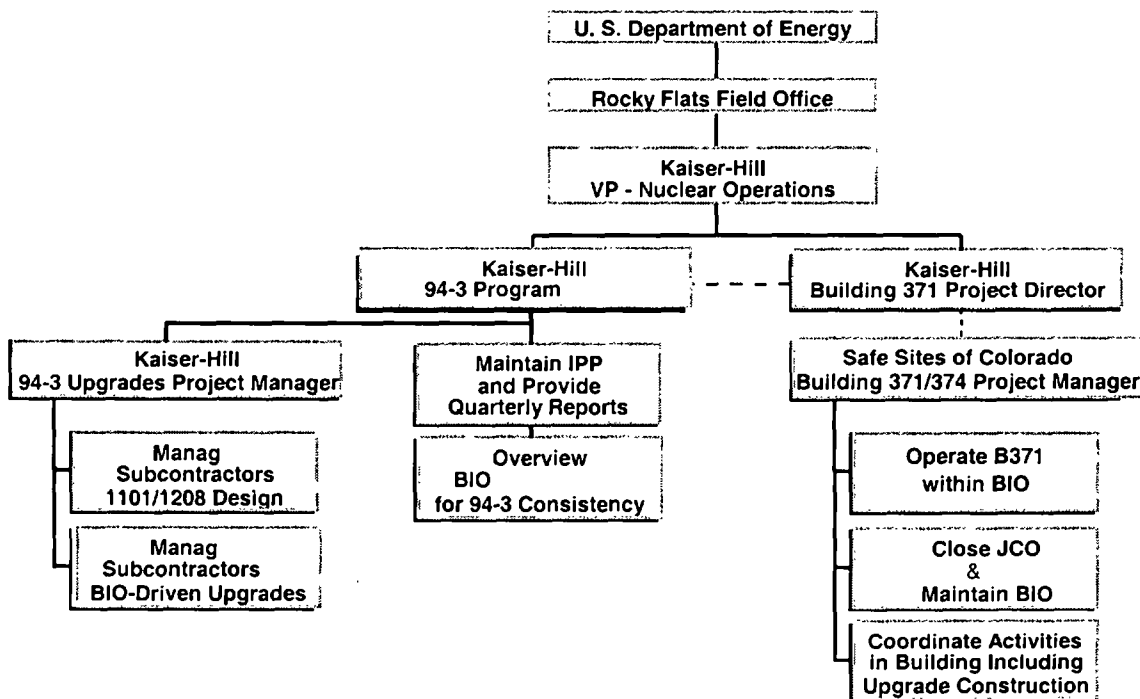 U. S. Department of Energy
Rocky Flats Field Office
Kaiser-Hill
VP - Nuclear Operations
Kaiser-Hill
94-3 Program
Kaiser-Hill
Building 371 Project Director
Kaiser-Hill
94-3 Upgrades Project Manager
Maintain IPP
and Provide
Quarterly Reports
Safe Sites of Colorado
Building 371/374 Project Manager
Manag
Subcontractors
1101/1208 Design
Overview
BIO
for 94-3 Consistency
Operate B371
within BIO
Manag
Subcontractors
BIO-Driven Upgrades
Close JCO
&
Maintain BIO
Coordinate Activities
in Building Including
Upgrade Construction